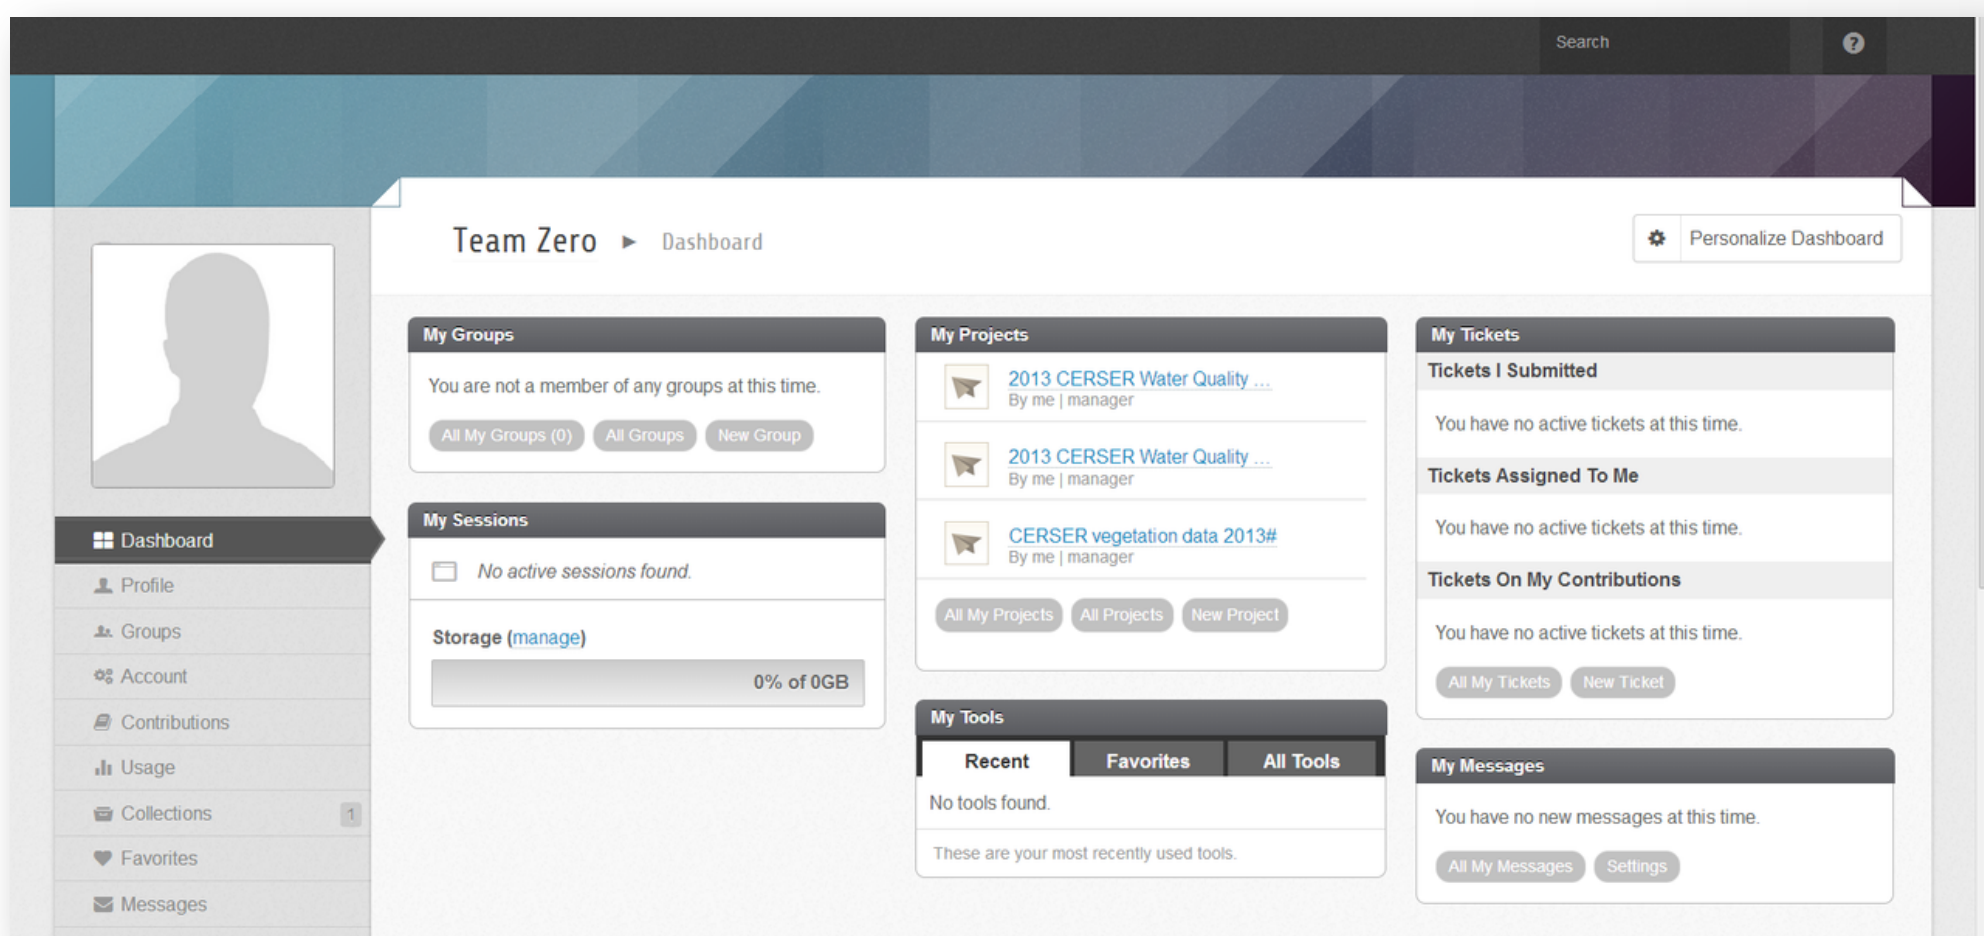 Search
Team Zero Dashboard
Personalize Dashboard
Dashboard
Profile
Groups
Account
Contributions
Usage
Collections 1
Favorites
Messages
My Groups
You are not a member of any groups at this time.
All My Groups (0) All Groups New Group
My Sessions
No active sessions found.
Storage (manage)
0% of 0GB
My Projects
2013 CERSER Water Quality ...
By me | manager
2013 CERSER Water Quality ...
By me | manager
CERSER vegetation data 2013#
By me | manager
All My Projects All Projects New Project
My Tools
Recent Favorites All Tools
No tools found.
These are your most recently used tools.
My Tickets
Tickets I Submitted
You have no active tickets at this time.
Tickets Assigned To Me
You have no active tickets at this time.
Tickets On My Contributions
You have no active tickets at this time.
All My Tickets New Ticket
My Messages
You have no new messages at this time.
All My Messages Settings